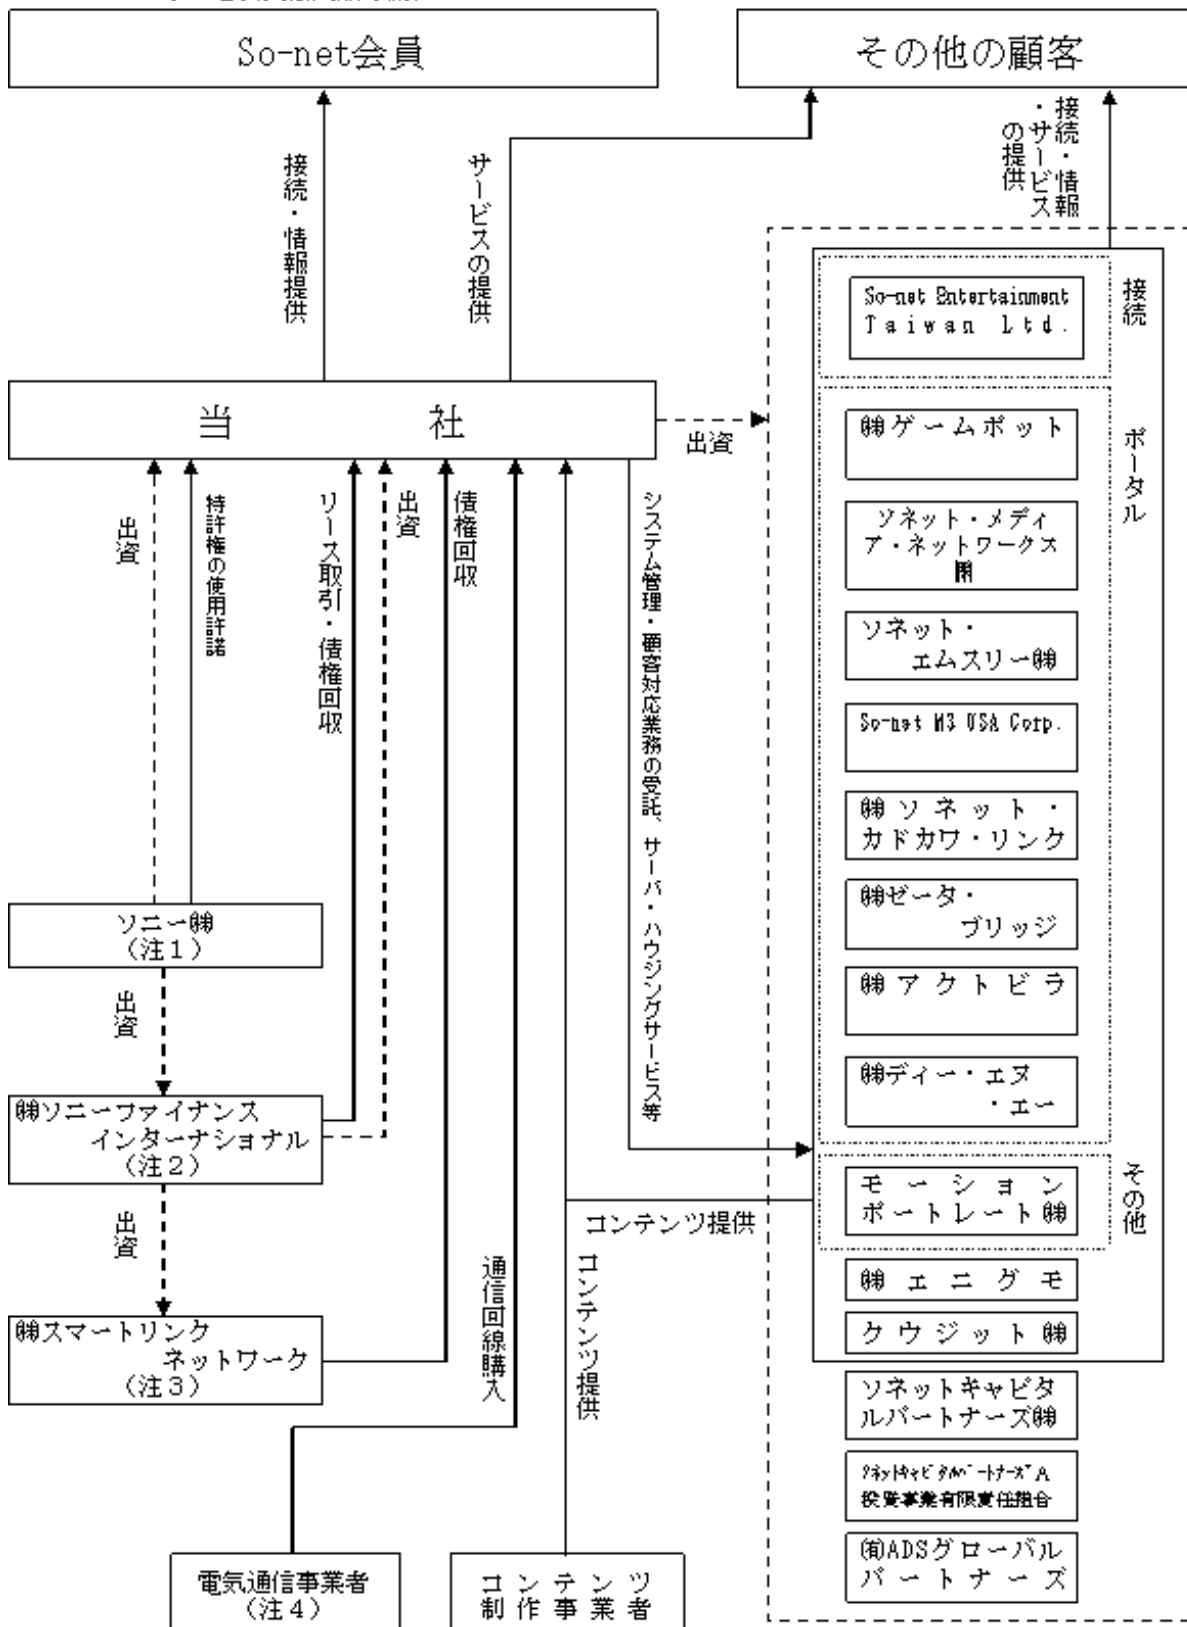 So-net会員
その他の顧客
接続・情報提供
サービスの提供
接続・情報
・サービス
の提供
So-net Entertainment
Taiwan Ltd.
接続
当社
出資
㈱ゲームポット
ポータル
ソネット・メディ
ア・ネットワークス
㈱
ソネット・
エムスリー㈱
So-net M3 USA Corp.
㈱ソネット・
カドカワ・リンク
㈱ゼータ・
ブリッジ
㈱アクトビラ
㈱ディー・エヌ
・エー
出資
特許権の使用許諾
リース取引・債権回収
出資
債権回収
システム管理・顧客対応業務の受託、サーバ・ハウジングサービス等
ソニー㈱
(注1)
出資
㈱ソニーファイナンス
インターナショナル
(注2)
出資
㈱スマートリンク
ネットワーク
(注3)
通信回線購入
コンテンツ提供
コンテンツ提供
モーション
ポートレート㈱
その他
㈱エニグモ
クウジット㈱
ソネットキャピタ
ルパートナーズ㈱
ソネットキャピタルパートナーズA
投資事業有限責任組合
㈲ADSグローバル
パートナーズ
電気通信事業者
(注4)
コンテンツ
制作事業者